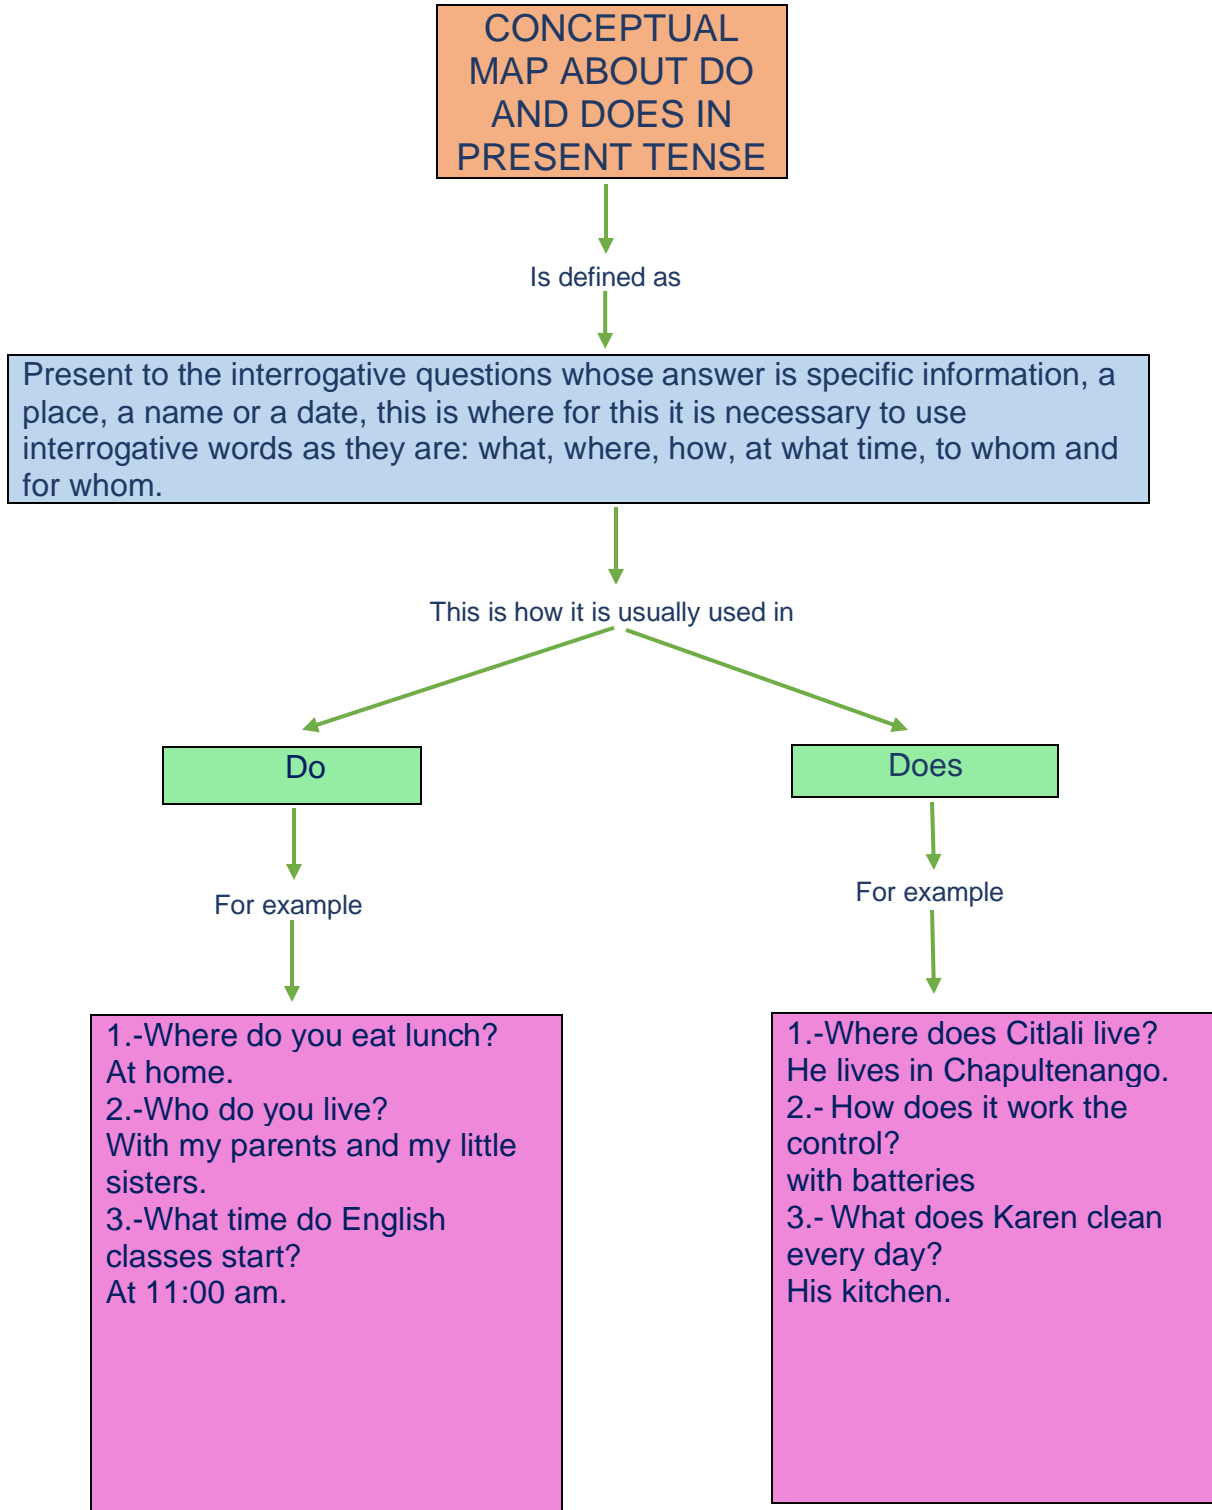 CONCEPTUAL
MAP ABOUT DO
AND DOES IN
PRESENT TENSE
Is defined as
Present to the interrogative questions whose answer is specific information, a
place, a name or a date, this is where for this it is necessary to use
interrogative words as they are: what, where, how, at what time, to whom and
for whom.
This is how it is usually used in
Do
For example
1.-Where do you eat lunch?
At home.
2.-Who do you live?
With my parents and my little
sisters.
3.-What time do English
classes start?
At 11:00 am.
Does
For example
1.-Where does Citlali live?
He lives in Chapultenango.
2.- How does it work the
control?
with batteries
3.- What does Karen clean
every day?
His kitchen.